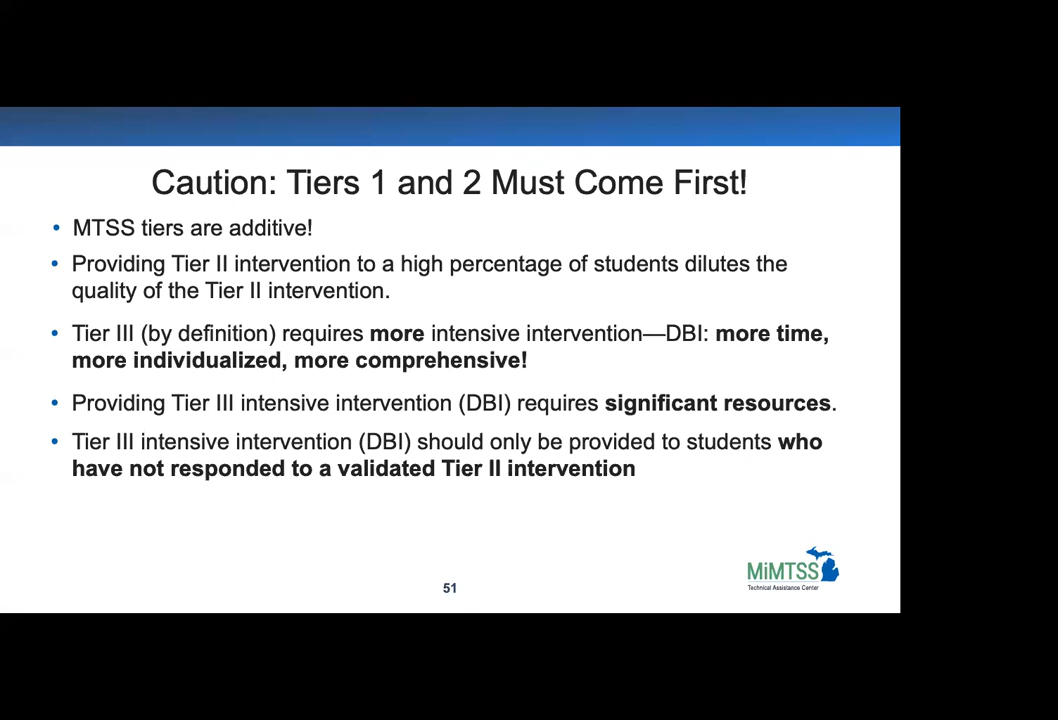 Caution: Tiers 1 and 2 Must Come First!
• MTSS tiers are additive!
• Providing Tier II intervention to a high percentage of students dilutes the
quality of the Tier II intervention.
• Tier III (by definition) requires more intensive intervention—DBI: more time,
more individualized, more comprehensive!
• Providing Tier III intensive intervention (DBI) requires significant resources.
• Tier III intensive intervention (DBI) should only be provided to students who
have not responded to a validated Tier II intervention
51
MiMTSS
Technical Assistance Center